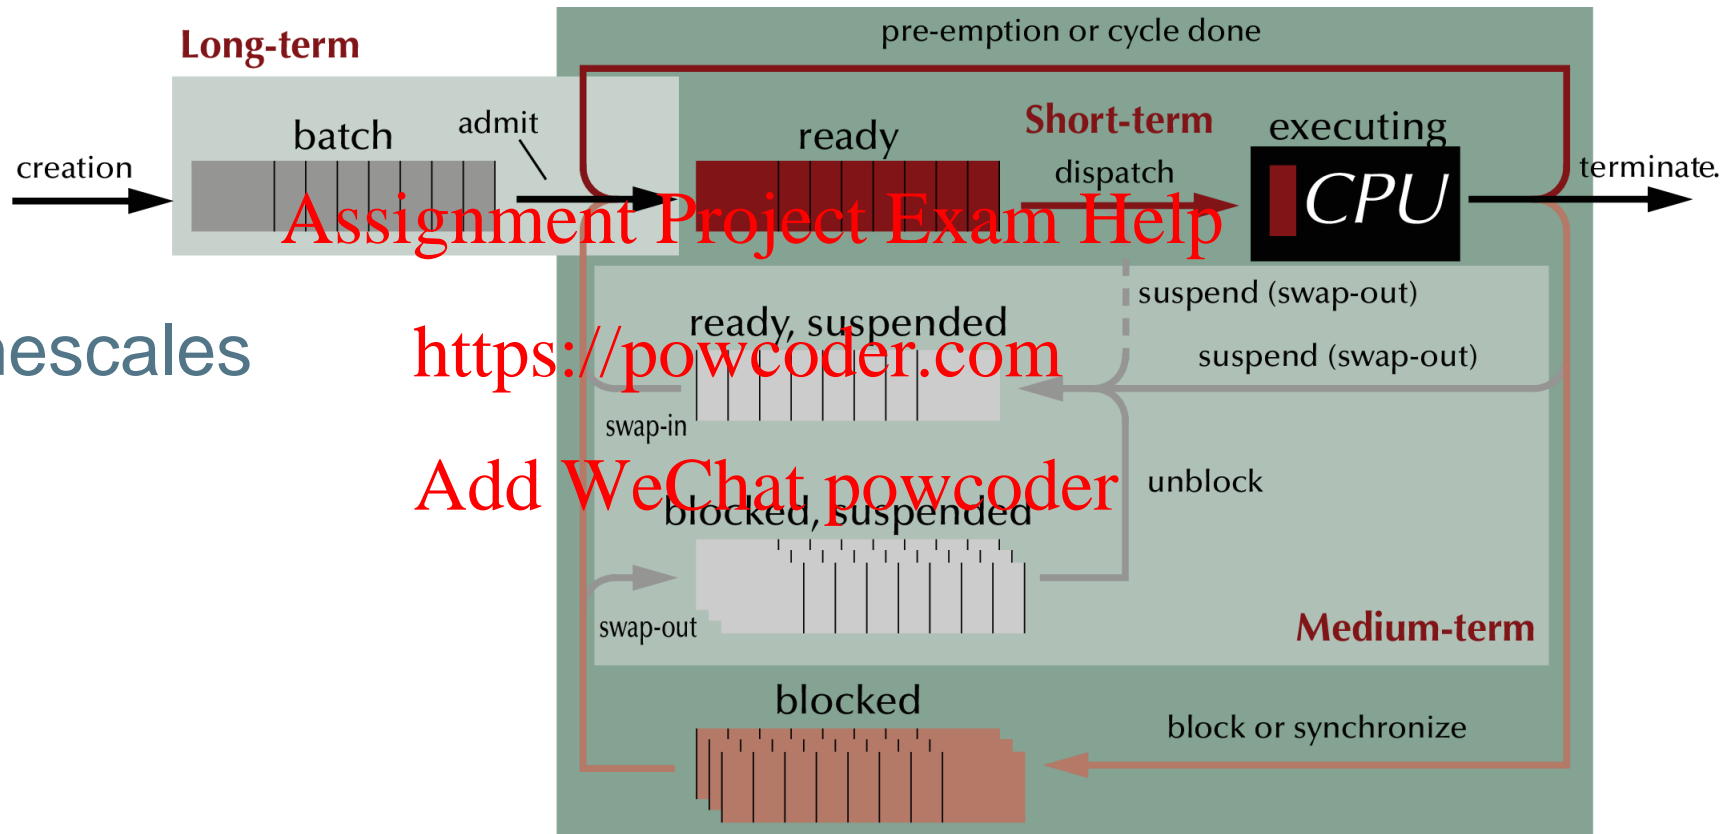 pre-emption or cycle done
Long-term
batch
admit
ready
Short-term
executing
creation
dispatch
CPU
terminate.
Assignment Project Exam Help
suspend (swap-out)
nescales
ready, suspended
https://powcoder.com
suspend (swap-out)
swap-in
Add WeChat powcoder
unblock
blocked, suspended
swap-out
Medium-term
blocked
block or synchronize